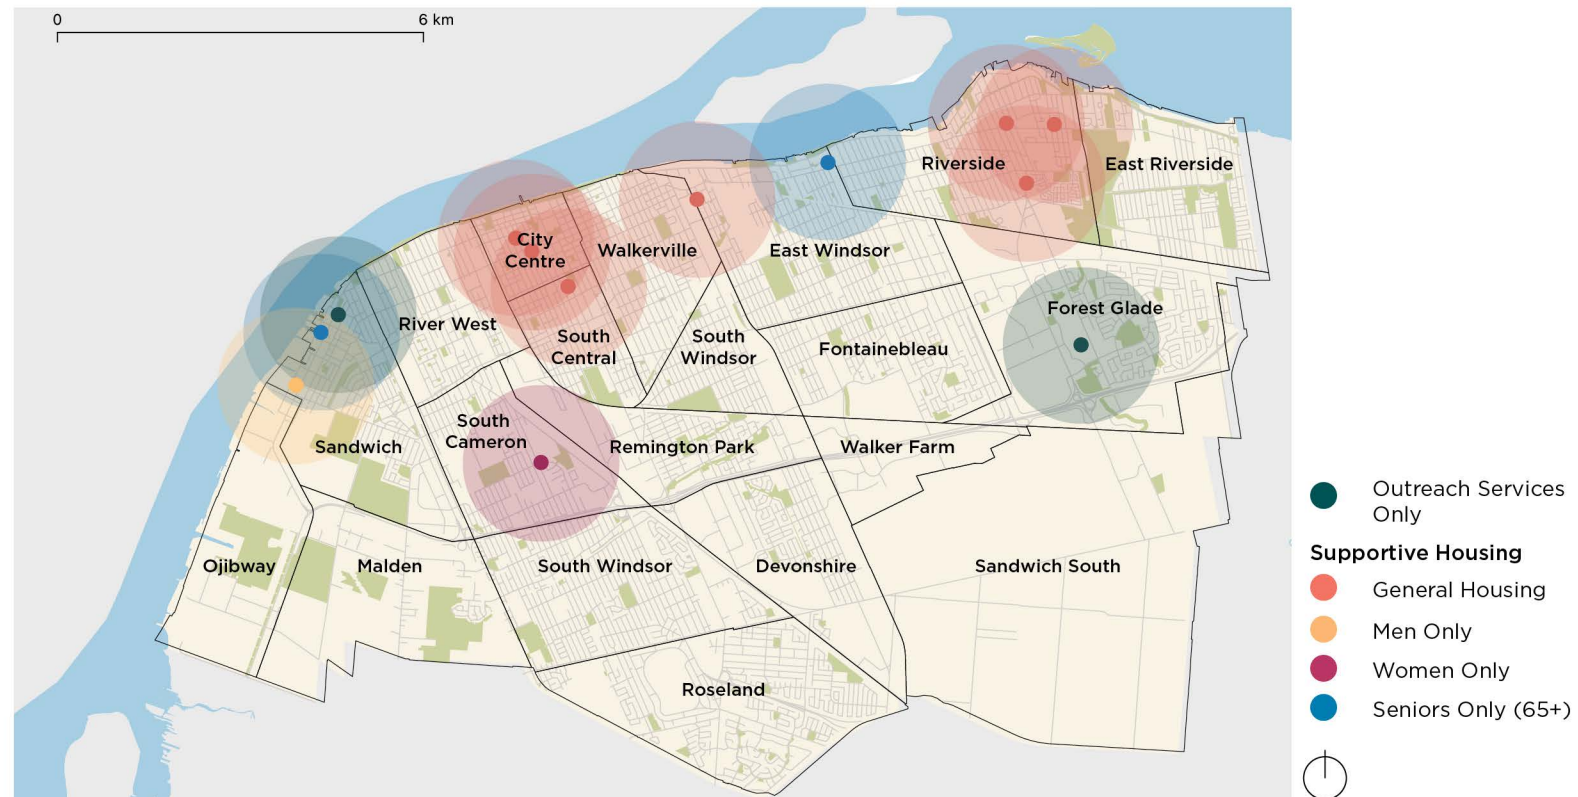 0
6 km
Riverside
East Riverside
City
Centre
Walkerville
East Windsor
Forest Glade
River West
South
Central
South
Windsor
Fontainebleau
South
Cameron
Sandwich
Remington Park
Walker Farm
Ojibway
Malden
South Windsor
Devonshire
Sandwich South
Roseland
Outreach Services
Only
Supportive Housing
General Housing
Men Only
Women Only
Seniors Only (65+)